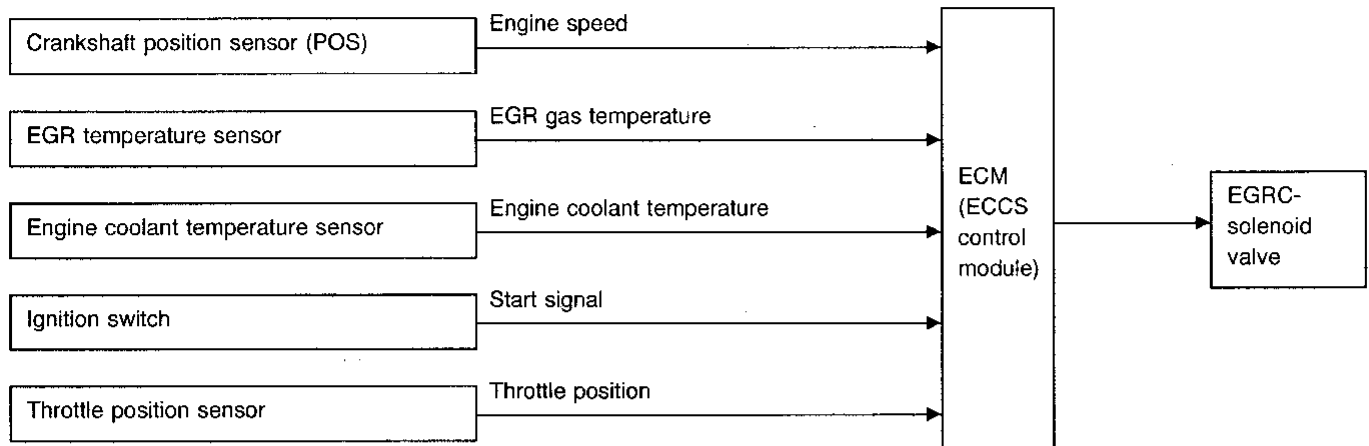 Crankshaft position sensor (POS)
Engine speed
EGR temperature sensor
EGR gas temperature
Engine coolant temperature sensor
Engine coolant temperature
Ignition switch
Start signal
Throttle position sensor
Throttle position
ECM
(ECCS
control
module)
EGRC-
solenoid
valve